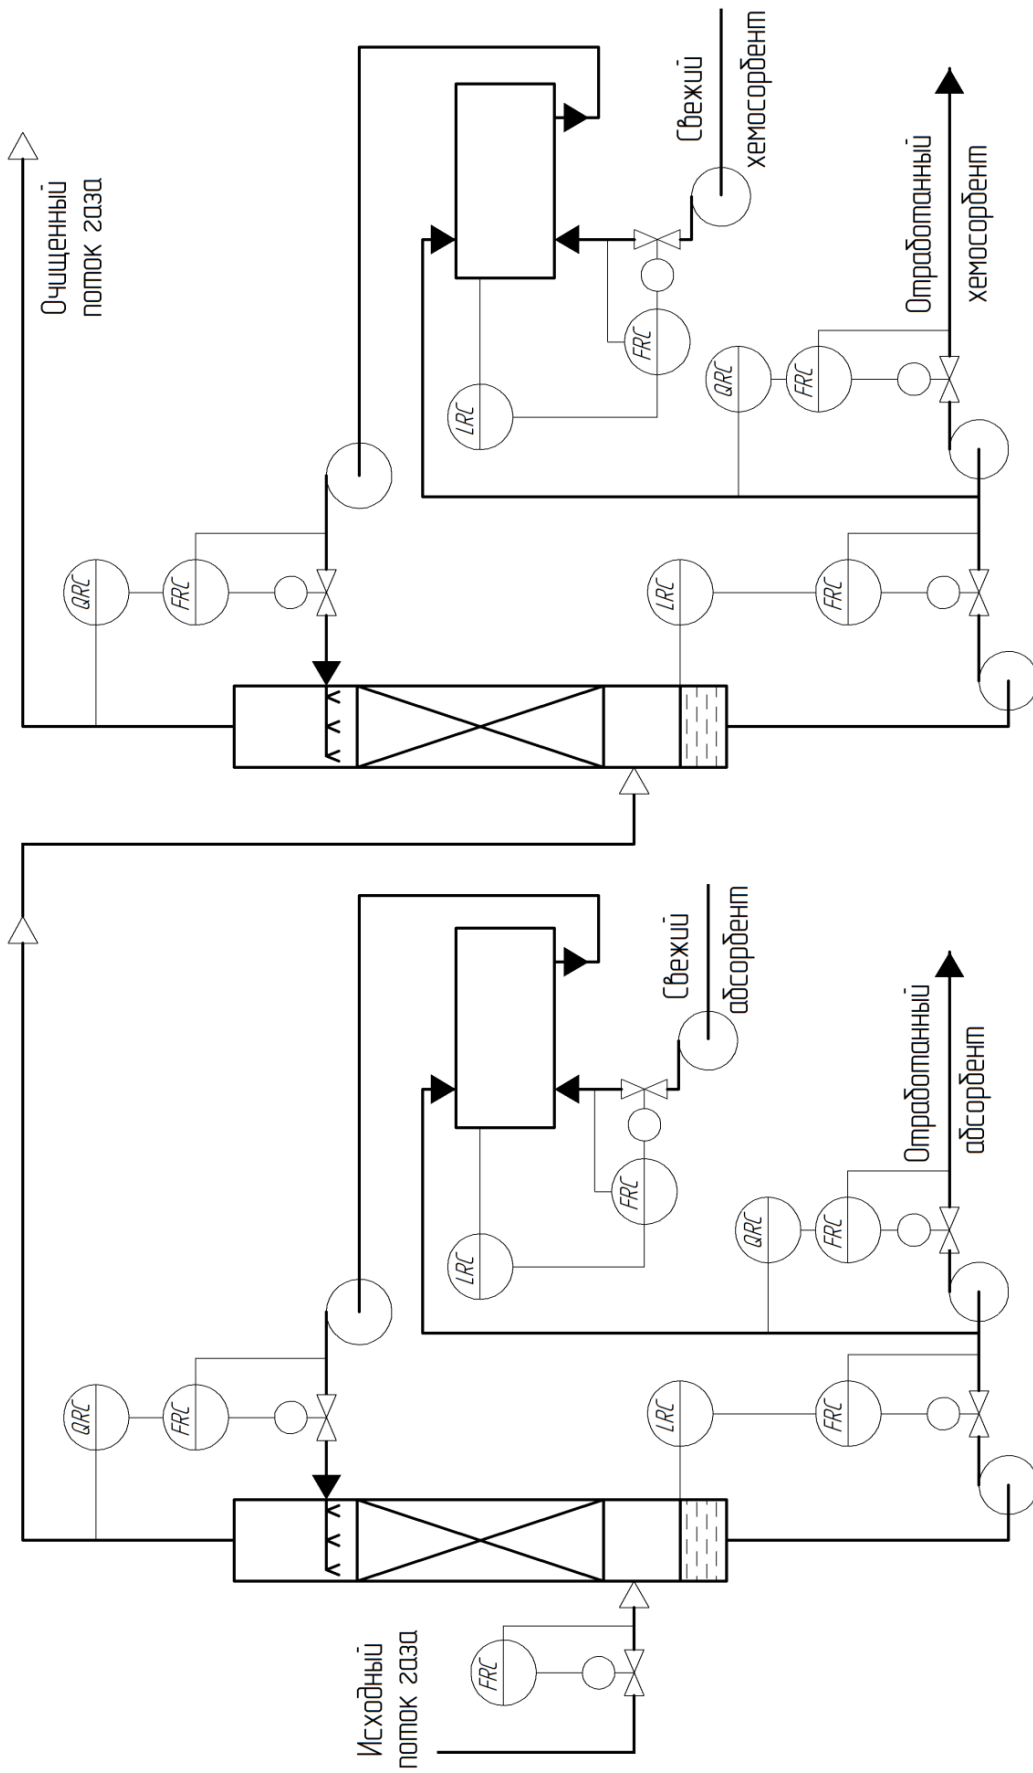 Исходный
поток газа
FRC
QRC
FRC
LRC
FRC
LRC
FRC
QRC
FRC
Свежий
абсорбент
Отработанный
абсорбент
QRC
FRC
LRC
FRC
LRC
FRC
QRC
FRC
Очищенный
поток газа
Свежий
хемосорбент
Отработанный
хемосорбент